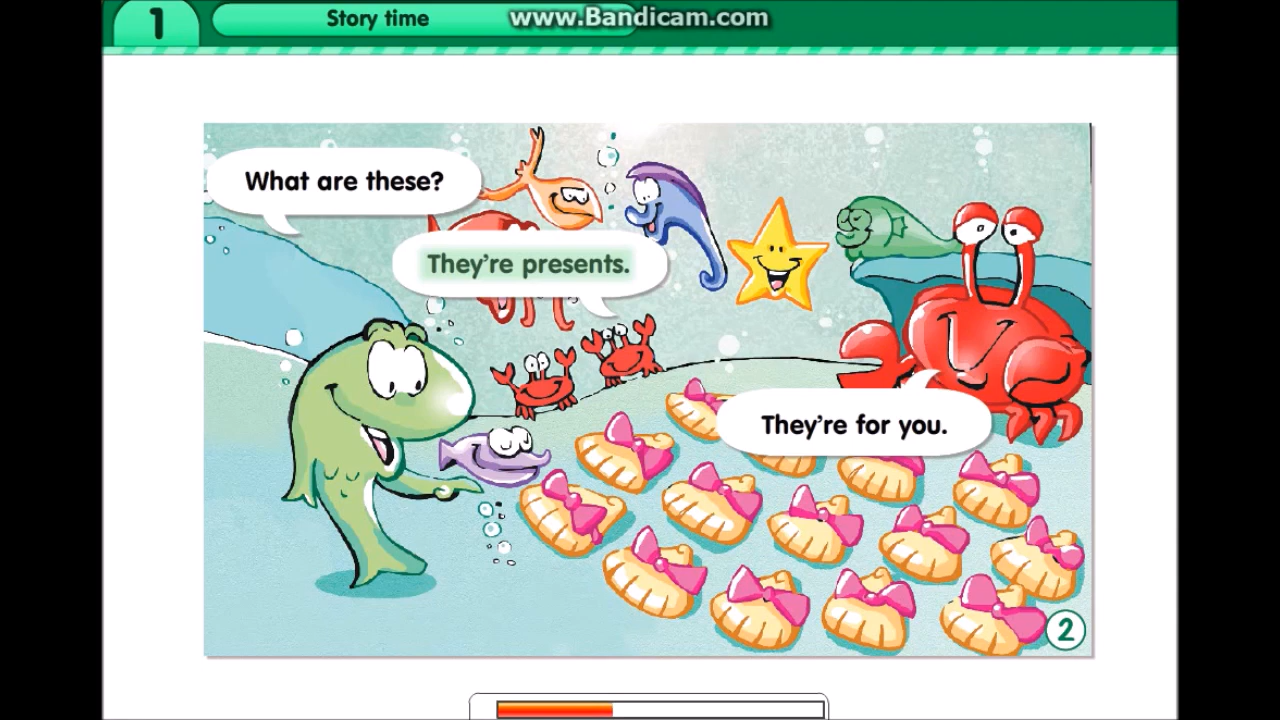 1
Story time
www.Bandicam.com
What are these?
They're presents.
They're for you.
2